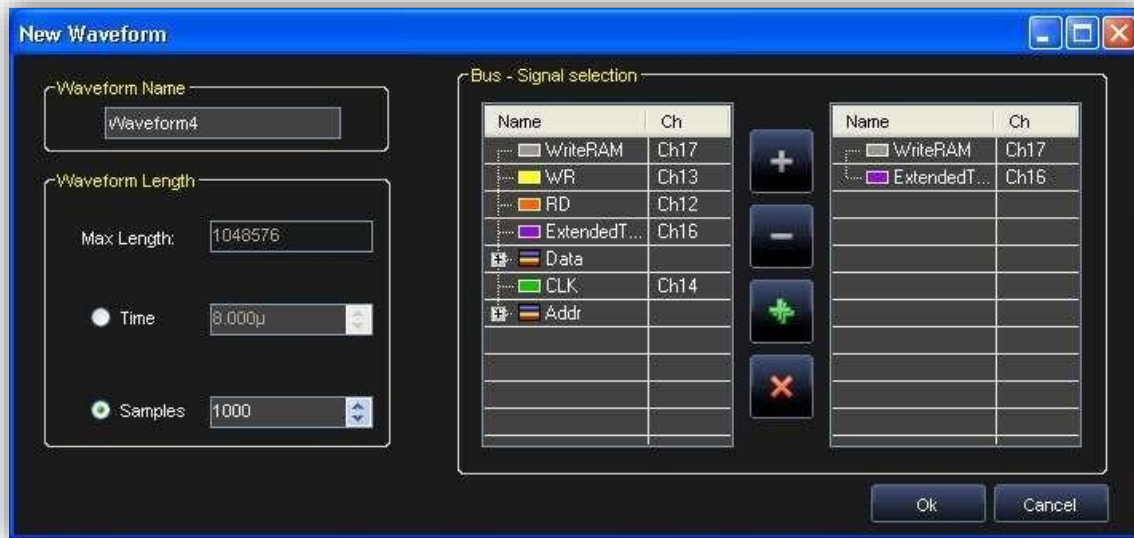 New Waveform
Waveform Name
Waveform4
Waveform Length
Max Length: 1048576
Time 8.000µ
Samples 1000
Bus - Signal selection
Name Ch
WriteRAM Ch17
WR Ch13
RD Ch12
ExtendedT... Ch16
Data
CLK Ch14
Addr
Name Ch
WriteRAM Ch17
ExtendedT... Ch16
Ok Cancel